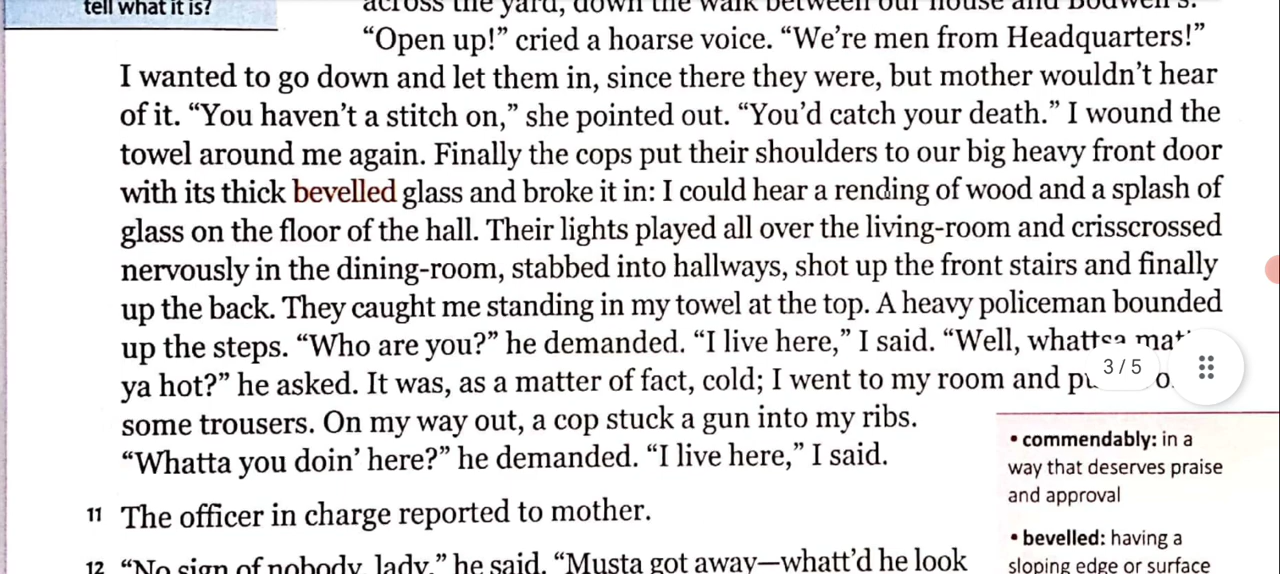 tell what it is?
across the yard, down the walk between our house and Bodwell's.
“Open up!” cried a hoarse voice. “We’re men from Headquarters!”
I wanted to go down and let them in, since there they were, but mother wouldn’t hear
of it. “You haven’t a stitch on,” she pointed out. “You’d catch your death.” I wound the
towel around me again. Finally the cops put their shoulders to our big heavy front door
with its thick bevelled glass and broke it in: I could hear a rending of wood and a splash of
glass on the floor of the hall. Their lights played all over the living-room and crisscrossed
nervously in the dining-room, stabbed into hallways, shot up the front stairs and finally
up the back. They caught me standing in my towel at the top. A heavy policeman bounded
up the steps. “Who are you?” he demanded. “I live here,” I said. “Well, whattsa
ya hot?” he asked. It was, as a matter of fact, cold; I went to my room and
3 / 5
some trousers. On my way out, a cop stuck a gun into my ribs.
“Whatta you doin’ here?” he demanded. “I live here,” I said.
11 The officer in charge reported to mother.
12 “No sign of nobody, lady,” he said. “Musta got away—whatt’d he look
• commendably: in a
way that deserves praise
and approval
• bevelled: having a
sloping edge or surface